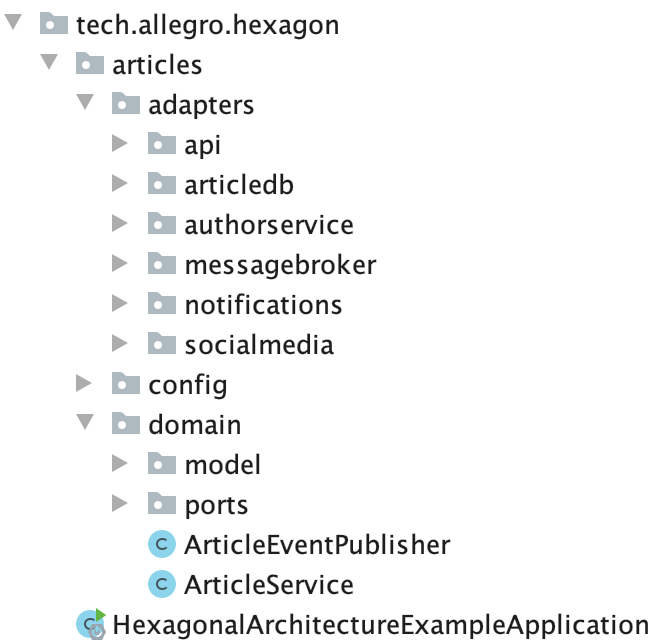 tech.allegro.hexagon
articles
adapters
api
articledb
authorservice
messagebroker
notifications
socialmedia
config
domain
model
ports
C ArticleEventPublisher
C ArticleService
C HexagonalArchitectureExampleApplication